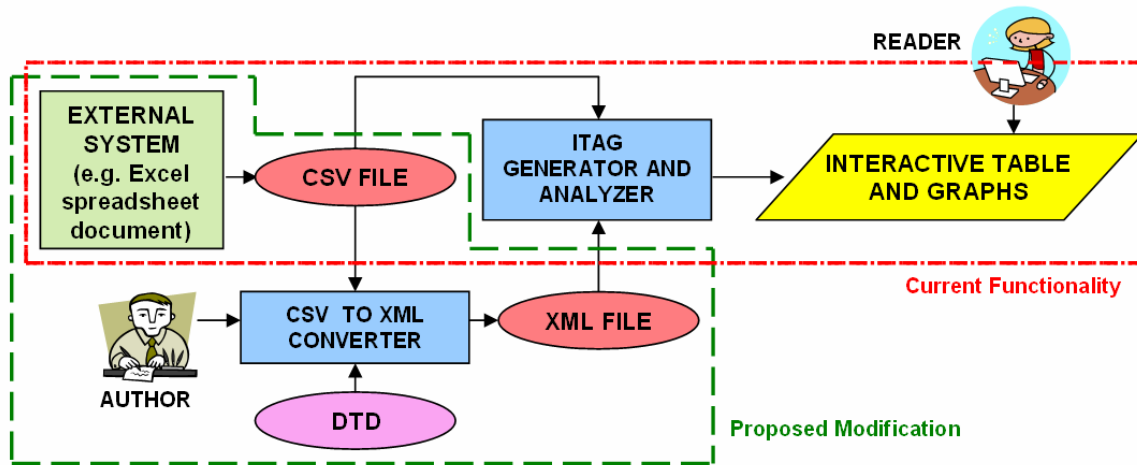 READER
EXTERNAL
SYSTEM
(e.g. Excel
spreadsheet
document)
CSV FILE
ITAG
GENERATOR AND
ANALYZER
INTERACTIVE TABLE
AND GRAPHS
Current Functionality
CSV TO XML
CONVERTER
XML FILE
AUTHOR
DTD
Proposed Modification